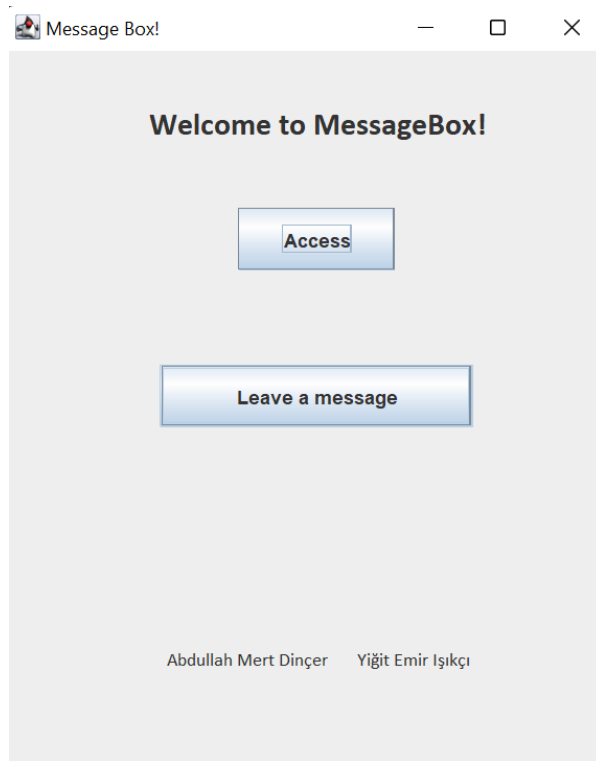 Message Box!
Welcome to MessageBox!
Access
Leave a message
Abdullah Mert Dinçer Yiğit Emir Işıkçı